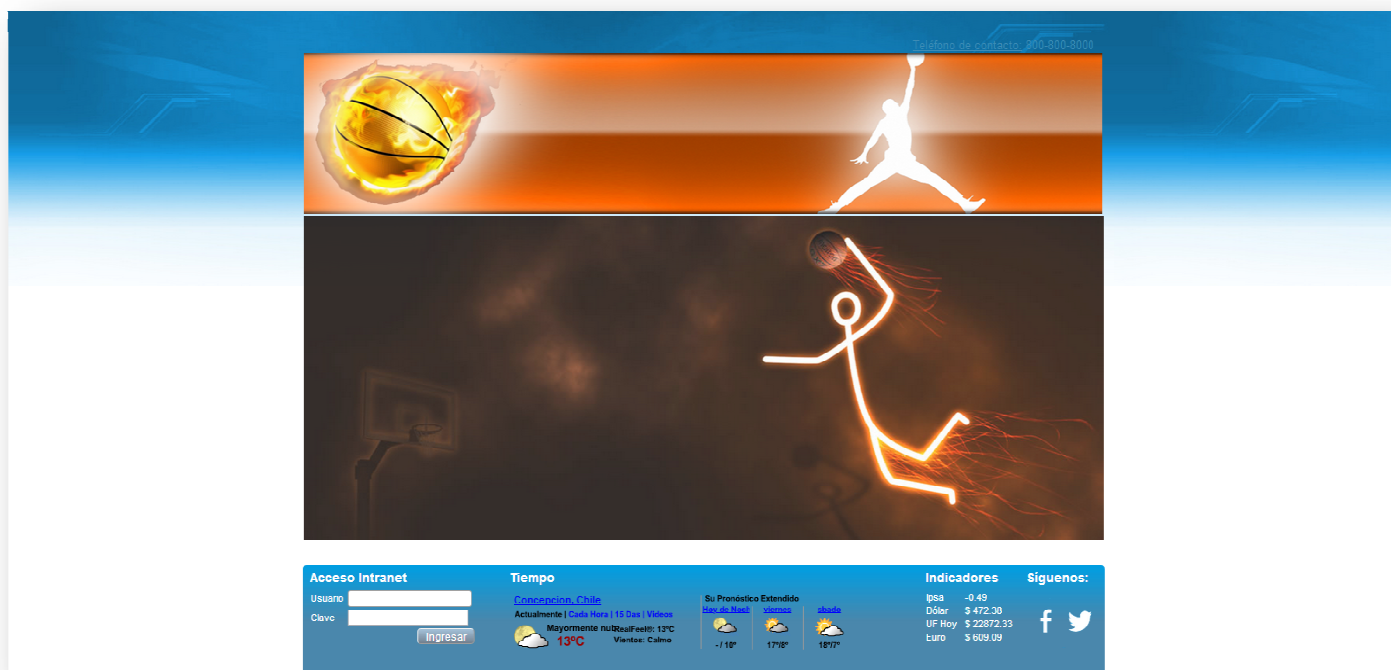 Teléfono de contacto: 800-800-8000
Acceso Intranet
Usuario
Clave
Ingresar
Tiempo
Concepcion, Chile
Actualmente | Cada Hora | 15 Das | Videos
Mayormente nub
13ºC
RealFeel®: 13ºC
Vientos: Calmo
Su Pronóstico Extendido
Hoy de Noch viernes sbado
- / 10º 17º/8º 18º/7º
Indicadores
Ipsa -0.49
Dólar $ 472.30
UF Hoy $ 22872.33
Euro $ 609.09
Síguenos: